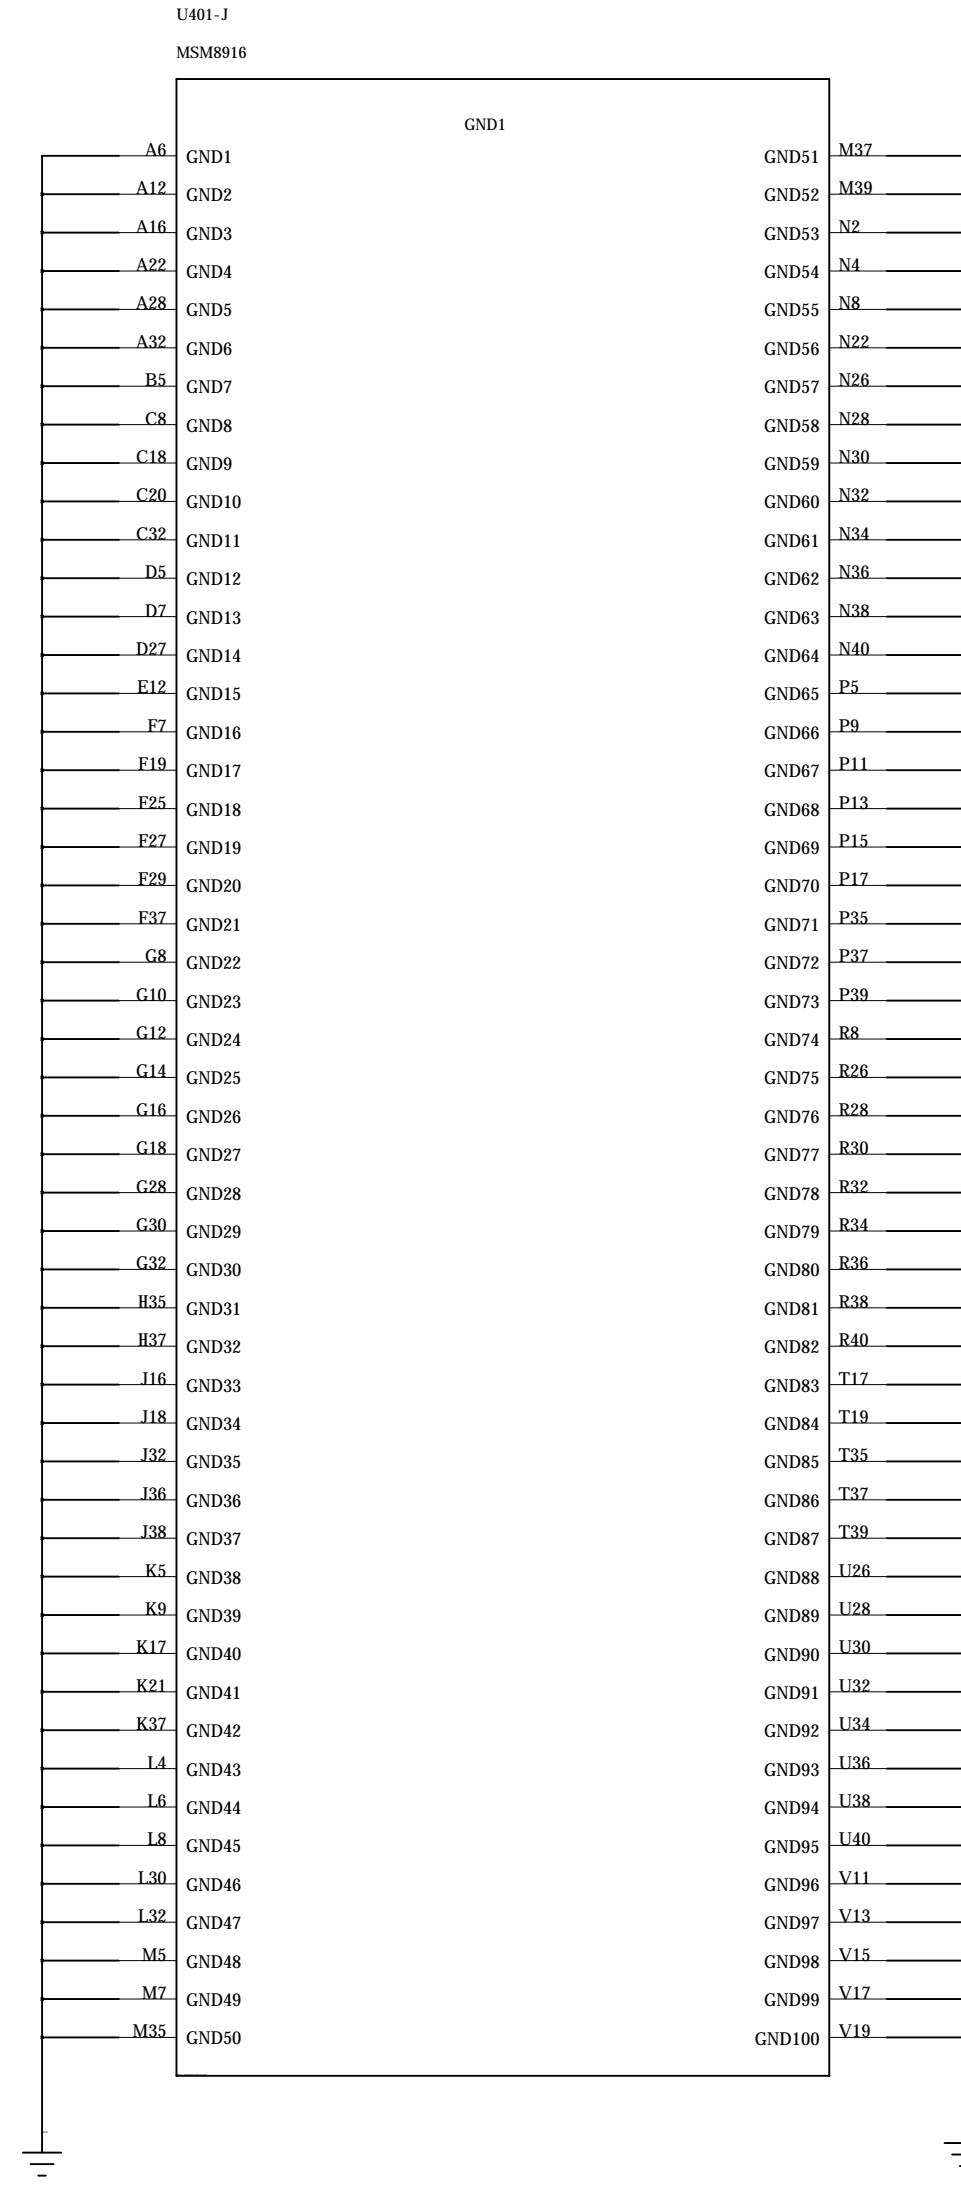 U401-J
MSM8916
GND1
A6 GND1 GND51 M37
A12 GND2 GND52 M39
A16 GND3 GND53 N2
A22 GND4 GND54 N4
A28 GND5 GND55 N8
A32 GND6 GND56 N22
B5 GND7 GND57 N26
C8 GND8 GND58 N28
C18 GND9 GND59 N30
C20 GND10 GND60 N32
C32 GND11 GND61 N34
D5 GND12 GND62 N36
D7 GND13 GND63 N38
D27 GND14 GND64 N40
E12 GND15 GND65 P5
F7 GND16 GND66 P9
F19 GND17 GND67 P11
F25 GND18 GND68 P13
F27 GND19 GND69 P15
F29 GND20 GND70 P17
F37 GND21 GND71 P35
G8 GND22 GND72 P37
G10 GND23 GND73 P39
G12 GND24 GND74 R8
G14 GND25 GND75 R26
G16 GND26 GND76 R28
G18 GND27 GND77 R30
G28 GND28 GND78 R32
G30 GND29 GND79 R34
G32 GND30 GND80 R36
H35 GND31 GND81 R38
H37 GND32 GND82 R40
J16 GND33 GND83 T17
J18 GND34 GND84 T19
J32 GND35 GND85 T35
J36 GND36 GND86 T37
J38 GND37 GND87 T39
K5 GND38 GND88 U26
K9 GND39 GND89 U28
K17 GND40 GND90 U30
K21 GND41 GND91 U32
K37 GND42 GND92 U34
L4 GND43 GND93 U36
L6 GND44 GND94 U38
L8 GND45 GND95 U40
L30 GND46 GND96 V11
L32 GND47 GND97 V13
M5 GND48 GND98 V15
M7 GND49 GND99 V17
M35 GND50 GND100 V19